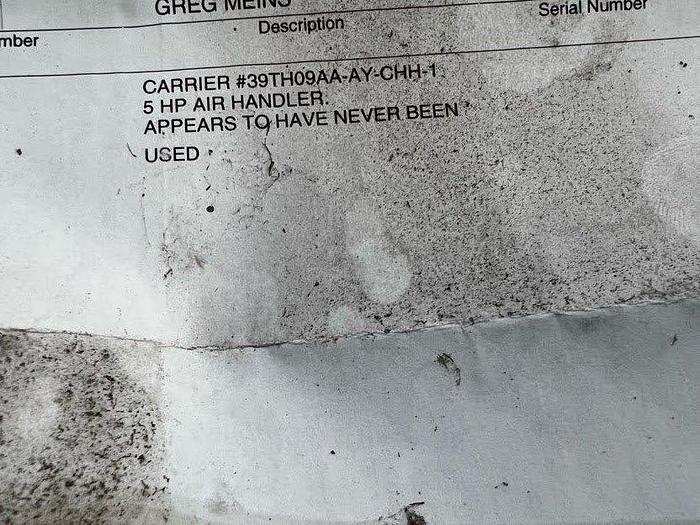 GREG MEINS
mber Description Serial Number
CARRIER #39TH09AA-AY-CHH-1
5 HP AIR HANDLER.
APPEARS TO HAVE NEVER BEEN
USED